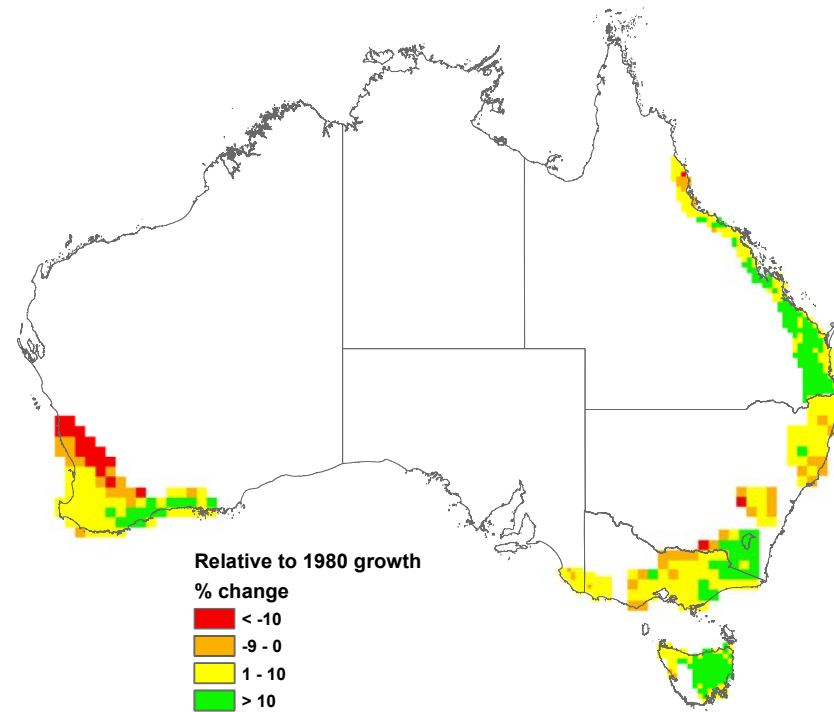 Relative to 1980 growth
% change
< -10
-9 - 0
1 - 10
> 10